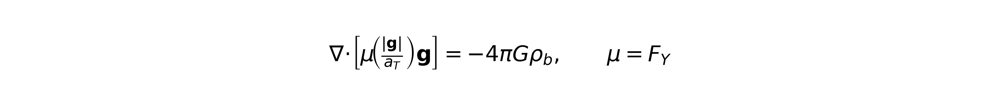 ∇·[μ(|𝐠|/a_T)𝐠] = −4πGρ_b,    μ = F_Y